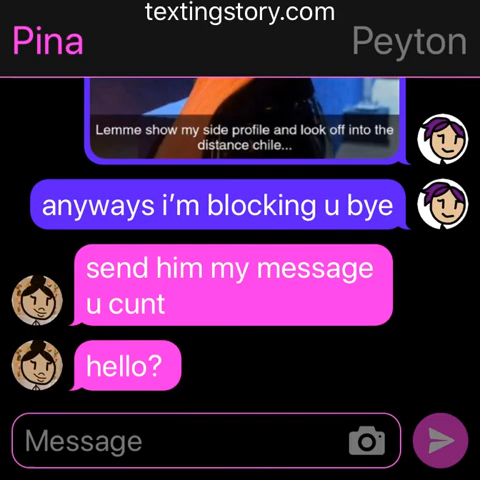 textingstory.com
Pina
Peyton
Lemme show my side profile and look off into the
distance chile...
anyways i’m blocking u bye
send him my message
u cunt
hello?
Message